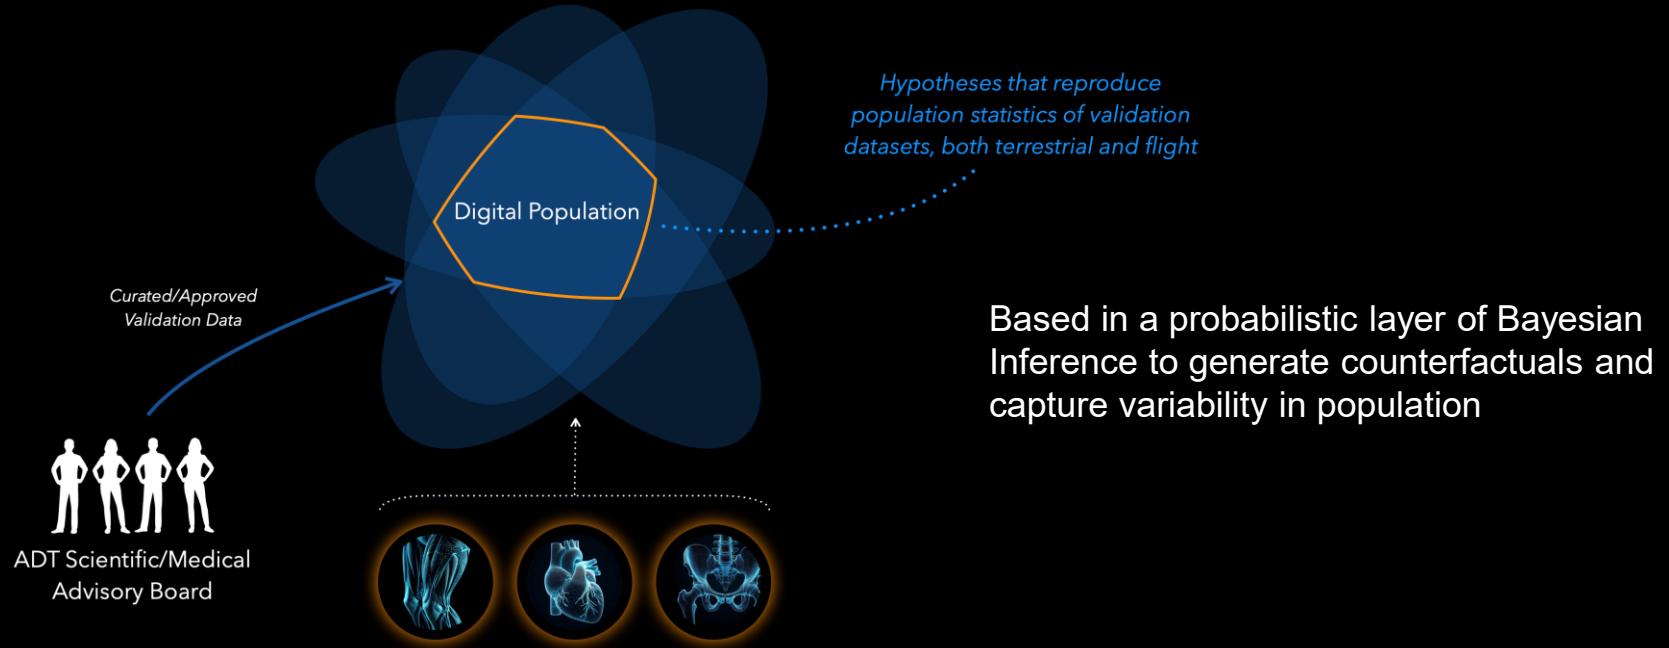 Hypotheses that reproduce
population statistics of validation
datasets, both terrestrial and flight
Digital Population
Curated/Approved
Validation Data
Based in a probabilistic layer of Bayesian
Inference to generate counterfactuals and
capture variability in population
ADT Scientific/Medical
Advisory Board